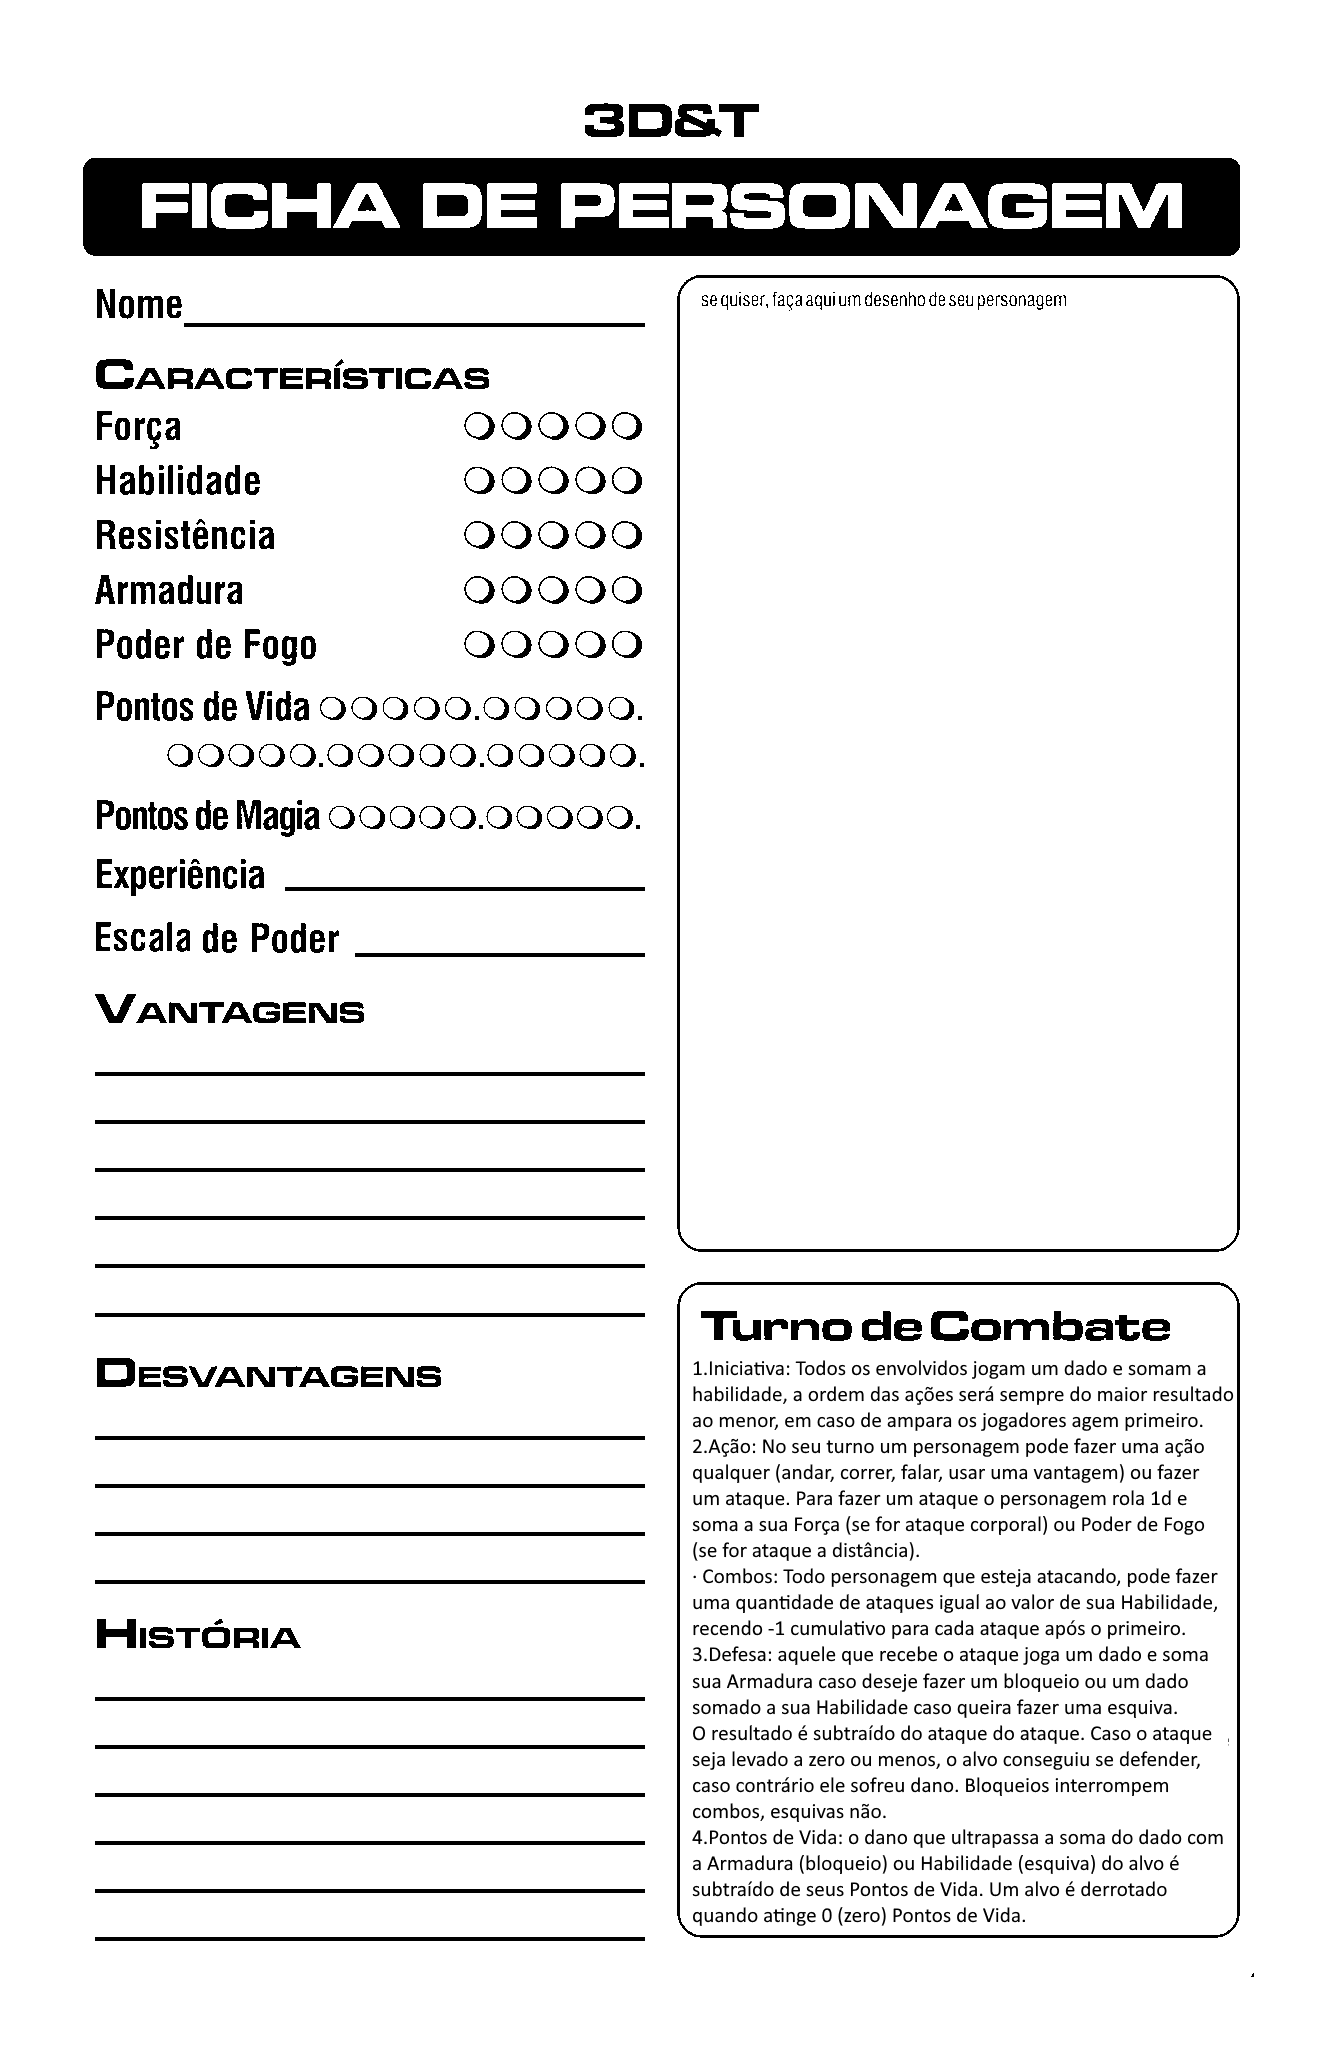 3D&T
FICHA DE PERSONAGEM
Nome
CARACTERÍSTICAS
Força
Habilidade
Resistência
Armadura
Poder de Fogo
Pontos de Vida
Pontos de Magia
Experiência
Escala de Poder
VANTAGENS
DESVANTAGENS
HISTÓRIA
se quiser, faça aqui um desenho de seu personagem
Turno de Combate
1.Iniciativa: Todos os envolvidos jogam um dado e somam a
habilidade, a ordem das ações será sempre do maior resultado
ao menor, em caso de ampara os jogadores agem primeiro.
2.Ação: No seu turno um personagem pode fazer uma ação
qualquer (andar, correr, falar, usar uma vantagem) ou fazer
um ataque. Para fazer um ataque o personagem rola 1d e
soma a sua Força (se for ataque corporal) ou Poder de Fogo
(se for ataque a distância).
· Combos: Todo personagem que esteja atacando, pode fazer
uma quantidade de ataques igual ao valor de sua Habilidade,
recendo -1 cumulativo para cada ataque após o primeiro.
3.Defesa: aquele que recebe o ataque joga um dado e soma
sua Armadura caso deseje fazer um bloqueio ou um dado
somado a sua Habilidade caso queira fazer uma esquiva.
O resultado é subtraído do ataque do ataque. Caso o ataque
seja levado a zero ou menos, o alvo conseguiu se defender,
caso contrário ele sofreu dano. Bloqueios interrompem
combos, esquivas não.
4.Pontos de Vida: o dano que ultrapassa a soma do dado com
a Armadura (bloqueio) ou Habilidade (esquiva) do alvo é
subtraído de seus Pontos de Vida. Um alvo é derrotado
quando atinge 0 (zero) Pontos de Vida.